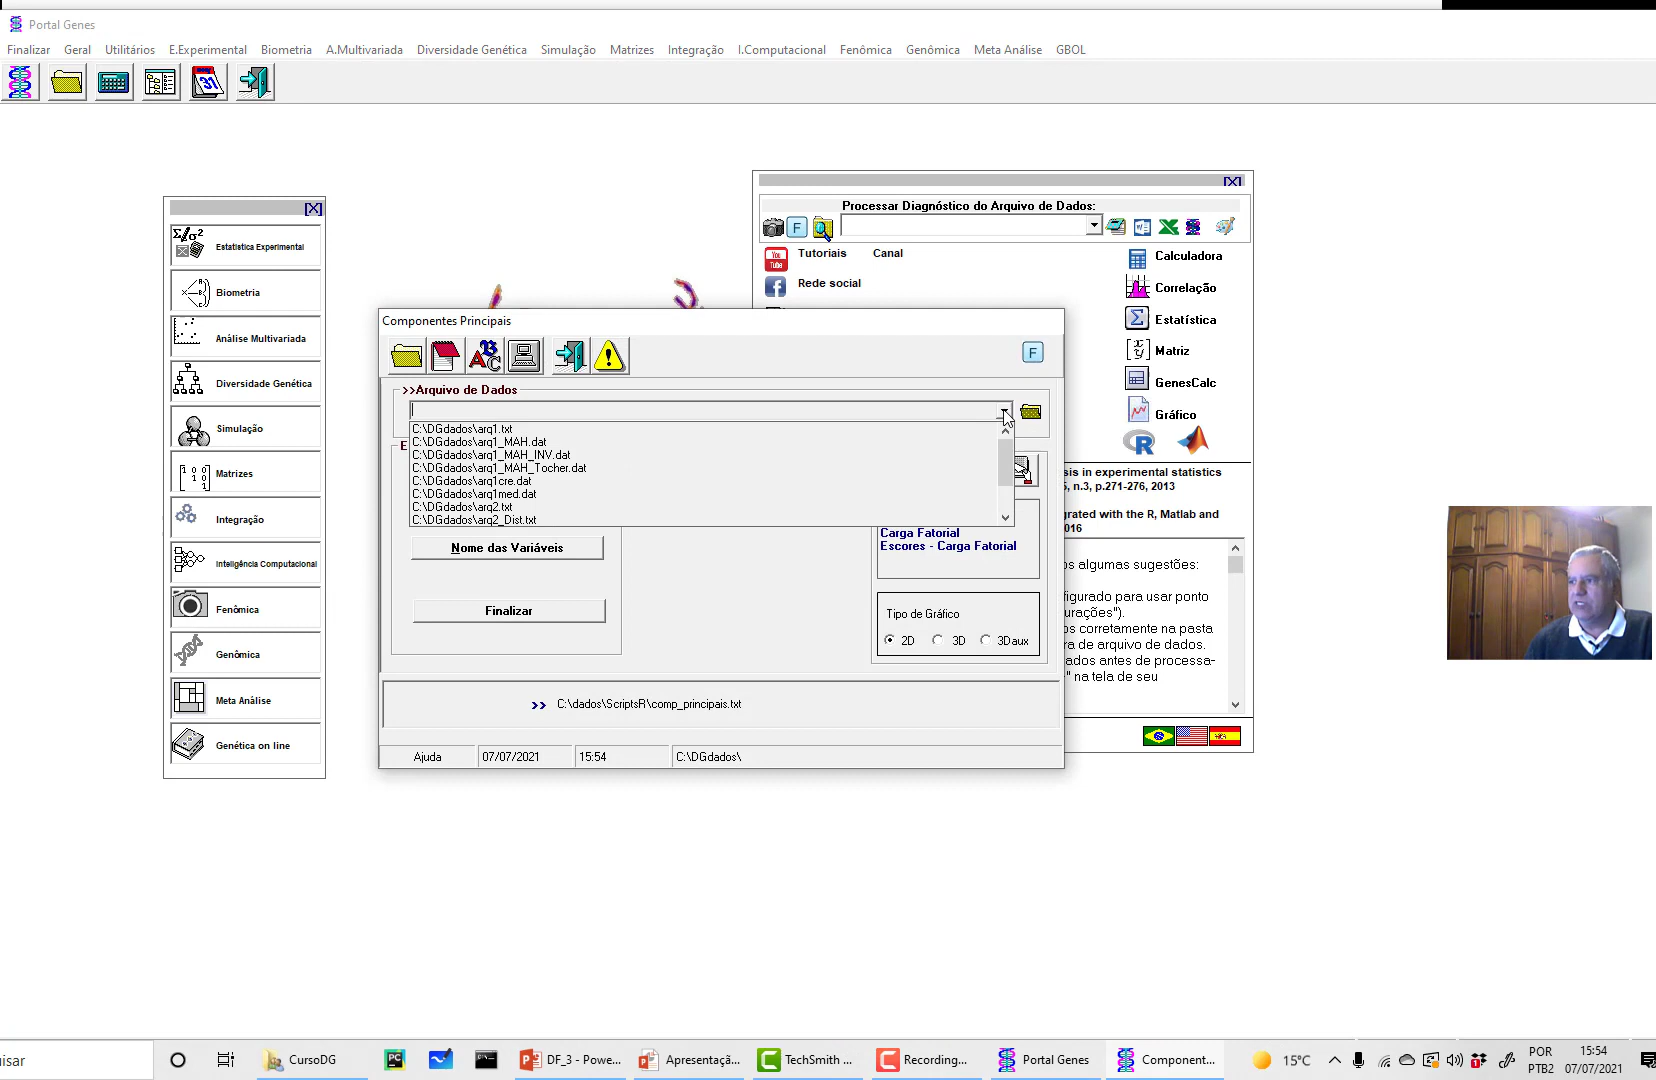 Portal Genes
Finalizar Geral Utilitários E.Experimental Biometria A.Multivariada Diversidade Genética Simulação Matrizes Integração I.Computacional Fenômica Genômica Meta Análise GBOL
31
[X]
Estatística Experimental
Biometria
Análise Multivariada
Diversidade Genética
Simulação
Matrizes
Integração
Inteligência Computacional
Fenômica
Genômica
Meta Análise
Genética on line
[X]
Processar Diagnóstico do Arquivo de Dados:
F
You Tube Tutoriais Canal
Rede social
Calculadora
Correlação
Estatística
Matriz
GenesCalc
Gráfico
sis in experimental statistics
5, n.3, p.271-276, 2013
grated with the R, Matlab and
016
os algumas sugestões:
figurado para usar ponto
urações").
os corretamente na pasta
ra de arquivo de dados.
ados antes de processa-
e" na tela de seu
Componentes Principais
F
>>Arquivo de Dados
C:\DGdados\arq1.txt
C:\DGdados\arq1_MAH.dat
C:\DGdados\arq1_MAH_INV.dat
C:\DGdados\arq1_MAH_Tocher.dat
C:\DGdados\arq1cre.dat
C:\DGdados\arq1med.dat
C:\DGdados\arq2.txt
C:\DGdados\arq2_Dist.txt
E
Nome das Variáveis
Finalizar
Carga Fatorial
Escores - Carga Fatorial
Tipo de Gráfico
2D 3D 3Daux
>> C:\dados\ScriptsR\comp_principais.txt
Ajuda 07/07/2021 15:54 C:\DGdados\
uisar CursoDG DF_3 - Powe... Apresentaçã... TechSmith ... Recording... Portal Genes Component... 15°C POR PTB2 15:54 07/07/2021